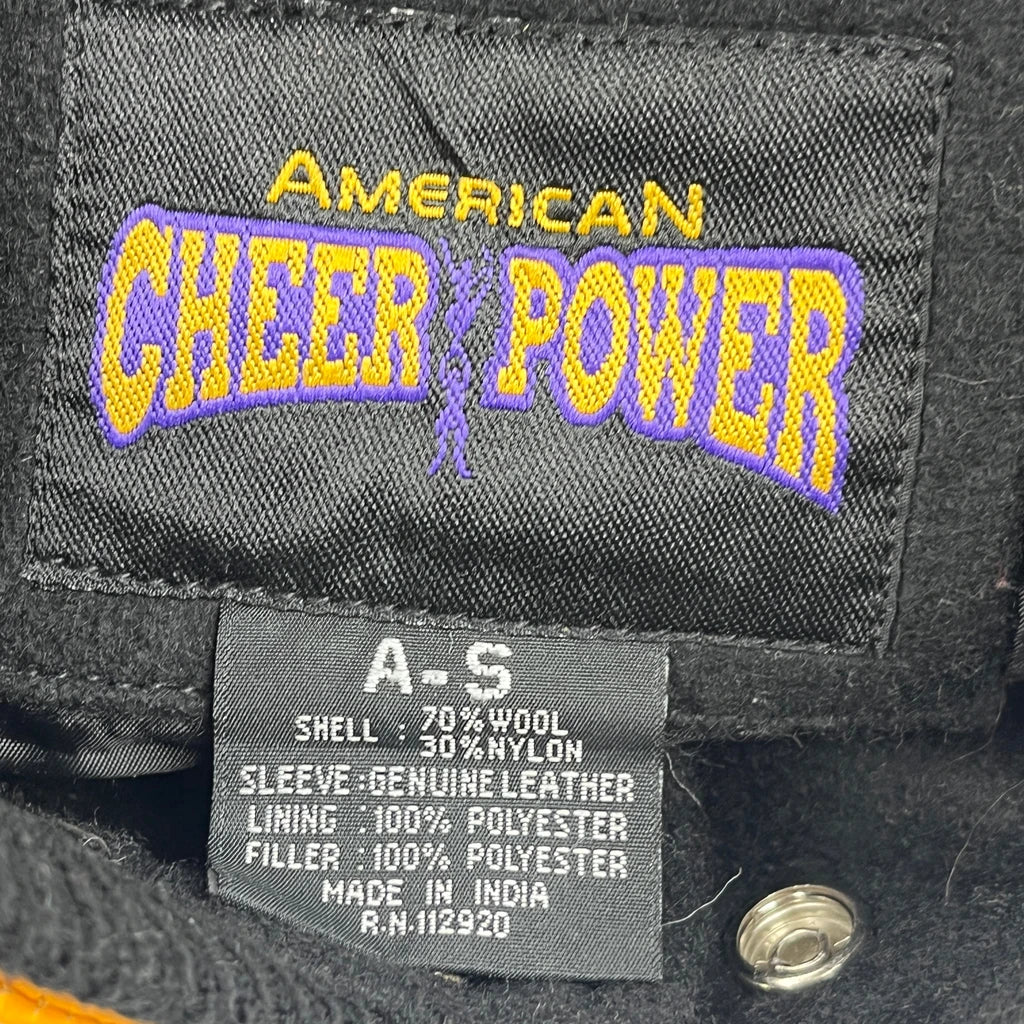 AMERICAN
CHEER POWER
A-S
SHELL : 70%WOOL
30%NYLON
SLEEVE:GENUINE LEATHER
LINING :100% POLYESTER
FILLER :100% POLYESTER
MADE IN INDIA
R.N.112920